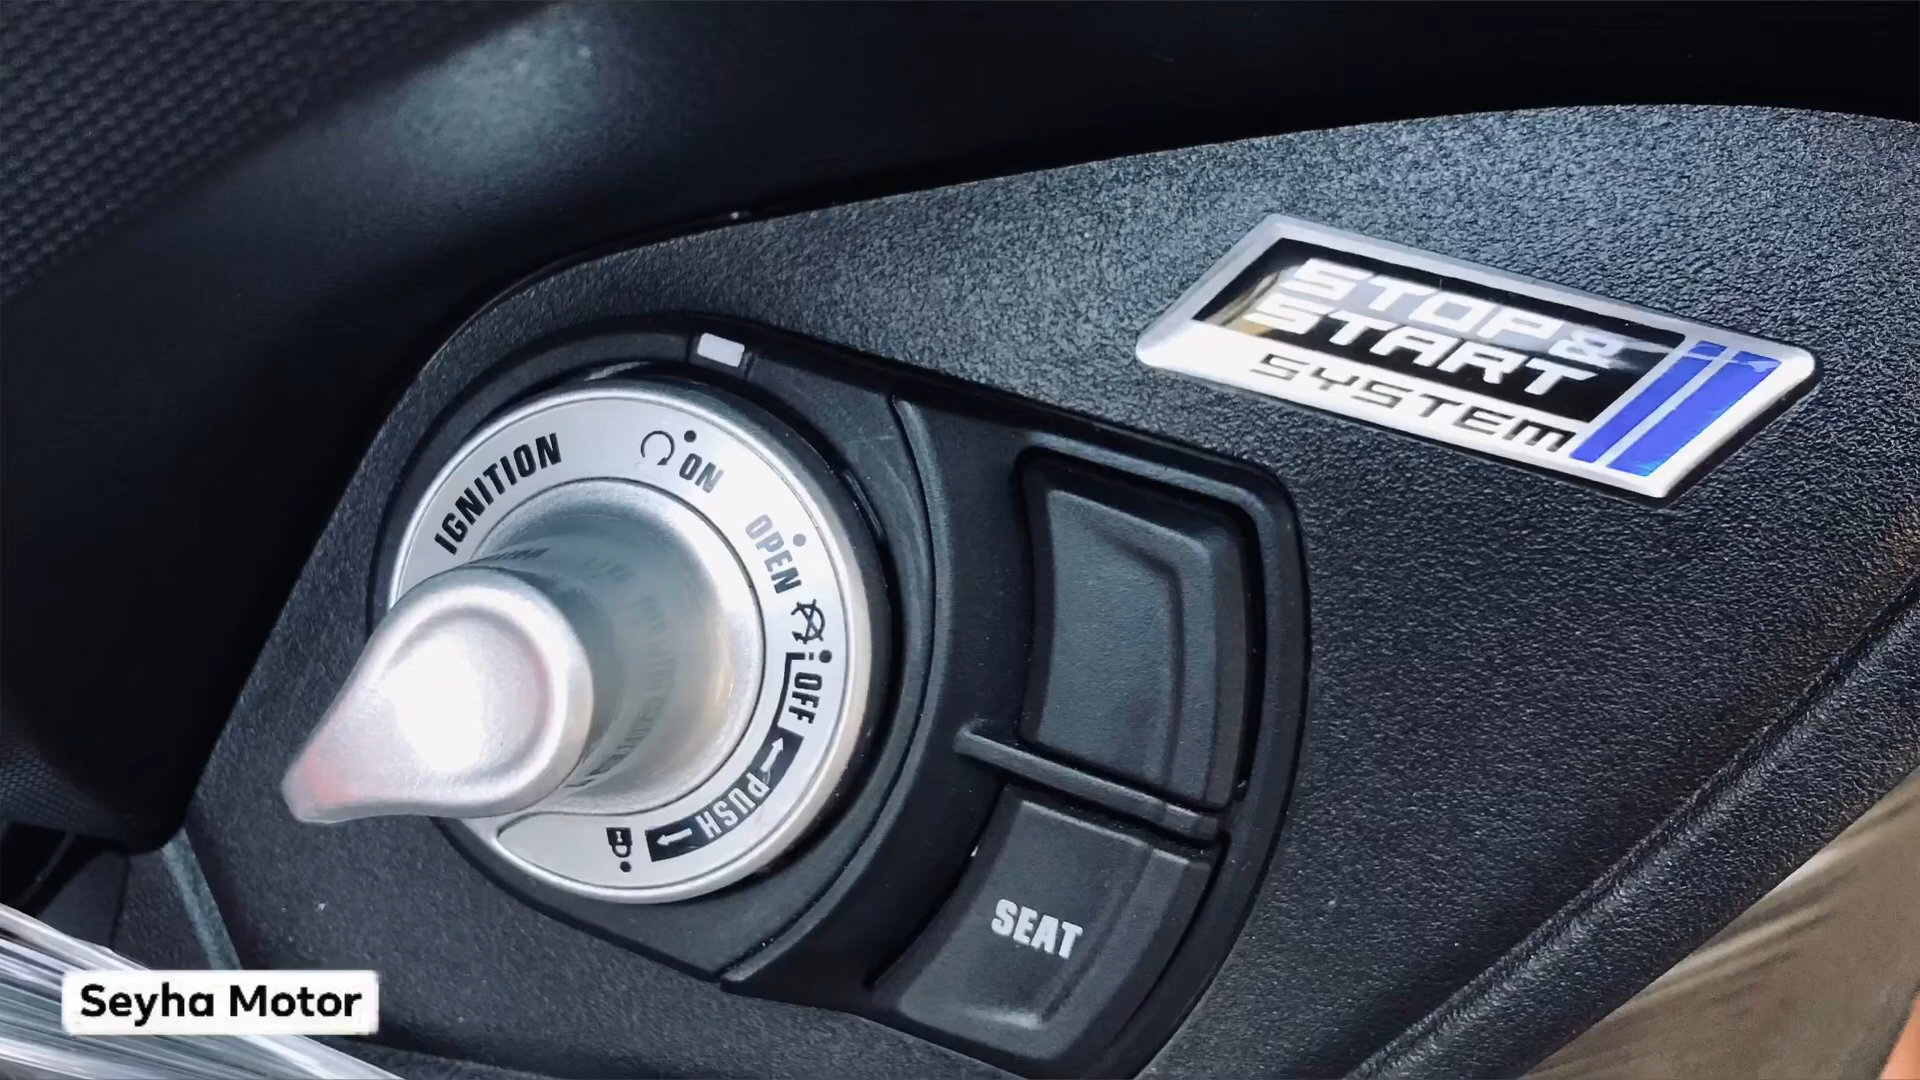 STOP&
START
SYSTEM
IGNITION
ON
OPEN
OFF
PUSH
SEAT
Seyha Motor